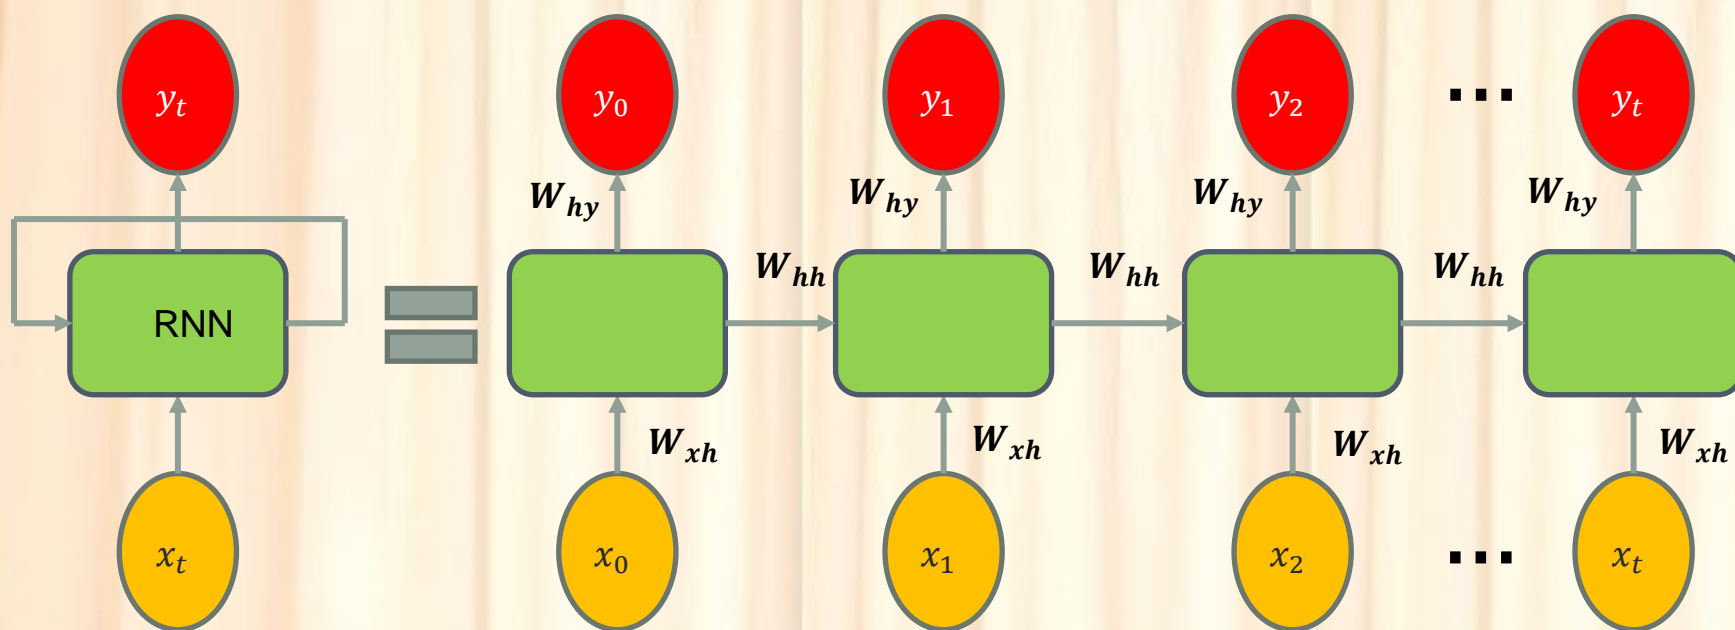 y_t y_0 y_1 y_2 ... y_t
W_hy W_hy W_hy W_hy
W_hh W_hh W_hh
RNN
W_xh W_xh W_xh W_xh
x_t x_0 x_1 x_2 ... x_t